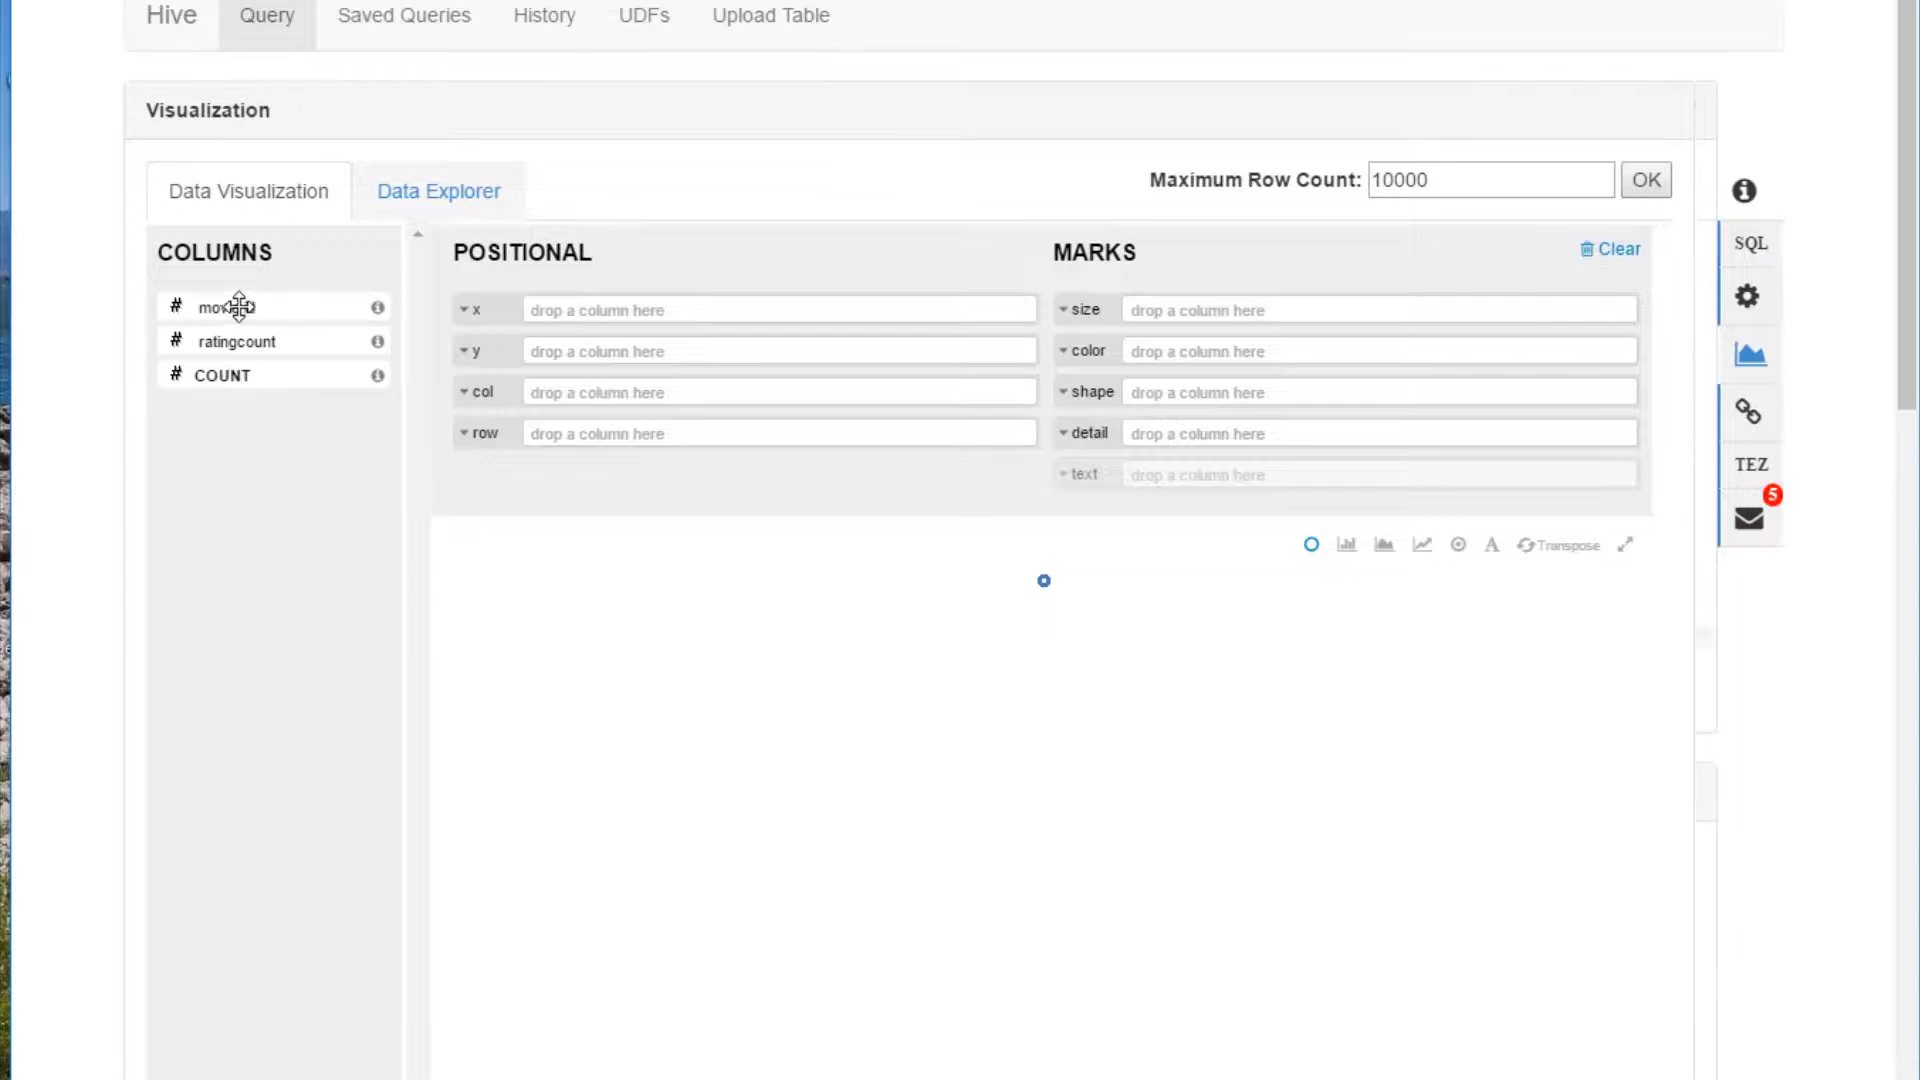 Hive Query Saved Queries History UDFs Upload Table
Visualization
Data Visualization Data Explorer Maximum Row Count: 10000 OK
COLUMNS
# ratingcount
# COUNT
POSITIONAL
x drop a column here
y drop a column here
col drop a column here
row drop a column here
MARKS Clear
size drop a column here
color drop a column here
shape drop a column here
detail drop a column here
text drop a column here
A Transpose
SQL
TEZ
5